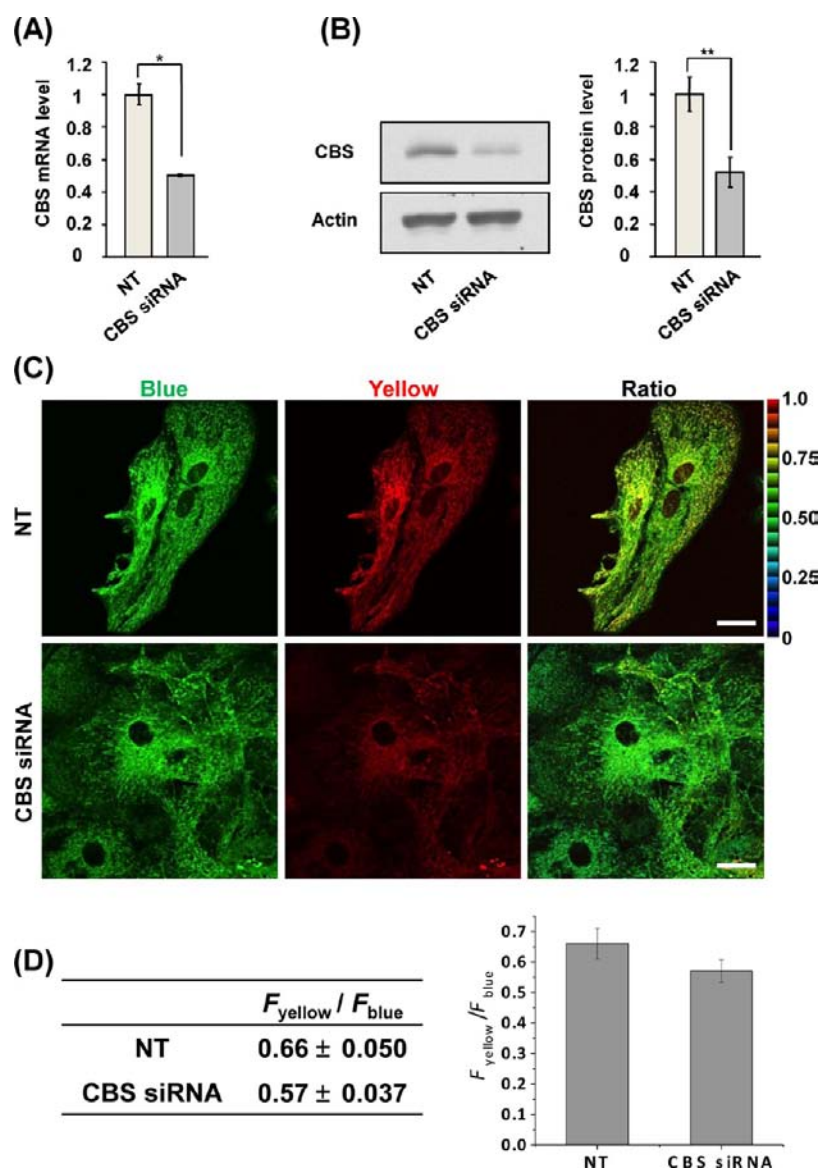 (A)
CBS mRNA level
1.2
1
0.8
0.6
0.4
0.2
0
*
NT
CBS siRNA
(B)
CBS
Actin
NT
CBS siRNA
CBS protein level
1.2
1
0.8
0.6
0.4
0.2
0
**
NT
CBS siRNA
(C)
Blue
Yellow
Ratio
NT
CBS siRNA
1.0
0.75
0.50
0.25
0
(D)
Fyellow / Fblue
NT 0.66 ± 0.050
CBS siRNA 0.57 ± 0.037
F yellow /F blue
0.7
0.6
0.5
0.4
0.3
0.2
0.1
0.0
NT
CBS siRNA